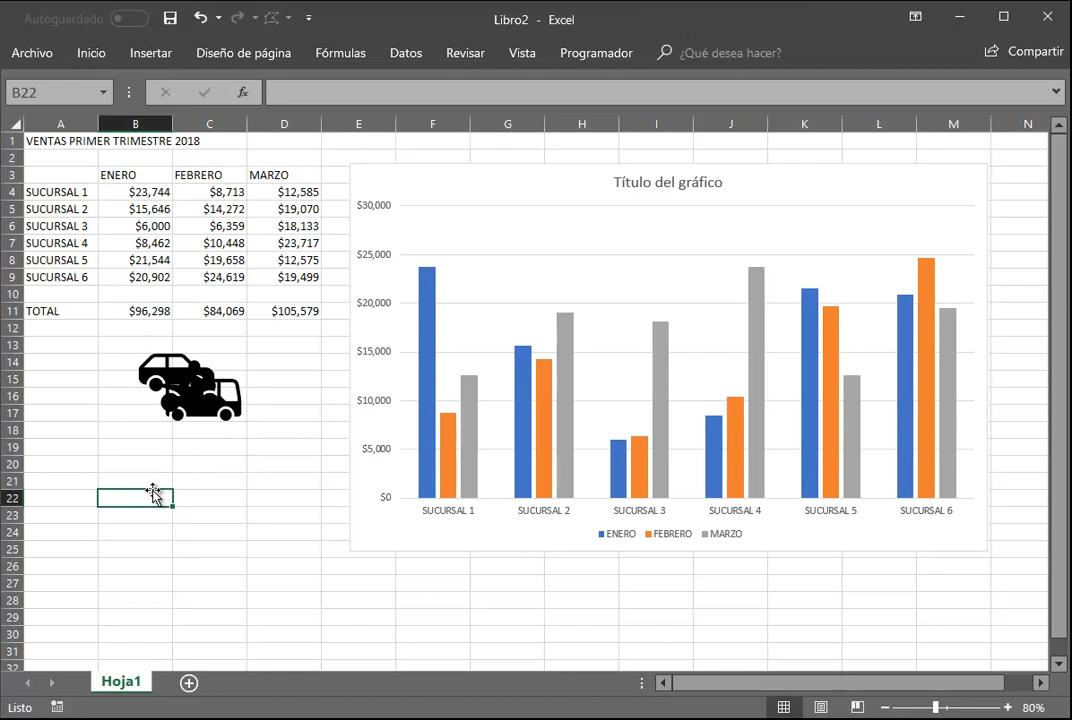 Autoguardado
Libro2 - Excel
Archivo Inicio Insertar Diseño de página Fórmulas Datos Revisar Vista Programador ¿Qué desea hacer? Compartir
B22 fx
A B C D E F G H I J K L M N
1 VENTAS PRIMER TRIMESTRE 2018
2
3 ENERO FEBRERO MARZO
4 SUCURSAL 1 $23,744 $8,713 $12,585
5 SUCURSAL 2 $15,646 $14,272 $19,070
6 SUCURSAL 3 $6,000 $6,359 $18,133
7 SUCURSAL 4 $8,462 $10,448 $23,717
8 SUCURSAL 5 $21,544 $19,658 $12,575
9 SUCURSAL 6 $20,902 $24,619 $19,499
10
11 TOTAL $96,298 $84,069 $105,579
12
13
14
15
16
17
18
19
20
21
22
23
24
25
26
27
28
29
30
31
32
Título del gráfico
$30,000
$25,000
$20,000
$15,000
$10,000
$5,000
$0
SUCURSAL 1 SUCURSAL 2 SUCURSAL 3 SUCURSAL 4 SUCURSAL 5 SUCURSAL 6
ENERO FEBRERO MARZO
Hoja1
Listo 80%